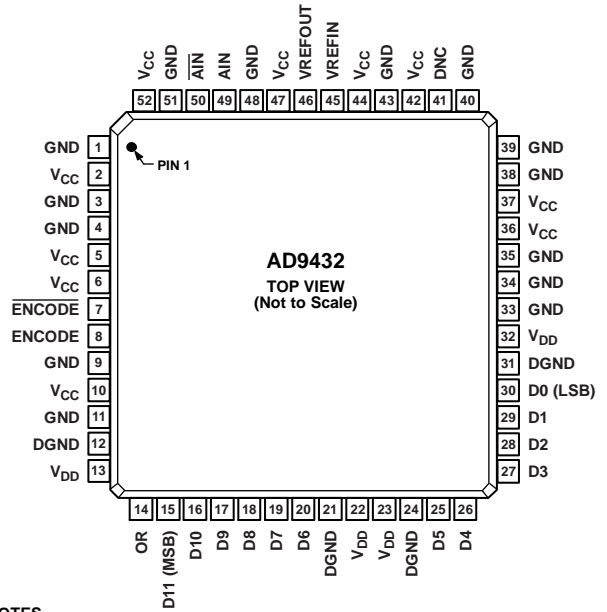 VCC GND A̅I̅N̅ AIN GND VCC VREFOUT VREFIN VCC GND VCC DNC GND
52 51 50 49 48 47 46 45 44 43 42 41 40
PIN 1
GND 1
VCC 2
GND 3
GND 4
VCC 5
VCC 6
E̅N̅C̅O̅D̅E̅ 7
ENCODE 8
GND 9
VCC 10
GND 11
DGND 12
VDD 13
AD9432
TOP VIEW
(Not to Scale)
39 GND
38 GND
37 VCC
36 VCC
35 GND
34 GND
33 GND
32 VDD
31 DGND
30 D0 (LSB)
29 D1
28 D2
27 D3
14 15 16 17 18 19 20 21 22 23 24 25 26
OR D11 (MSB) D10 D9 D8 D7 D6 DGND VDD VDD DGND D5 D4